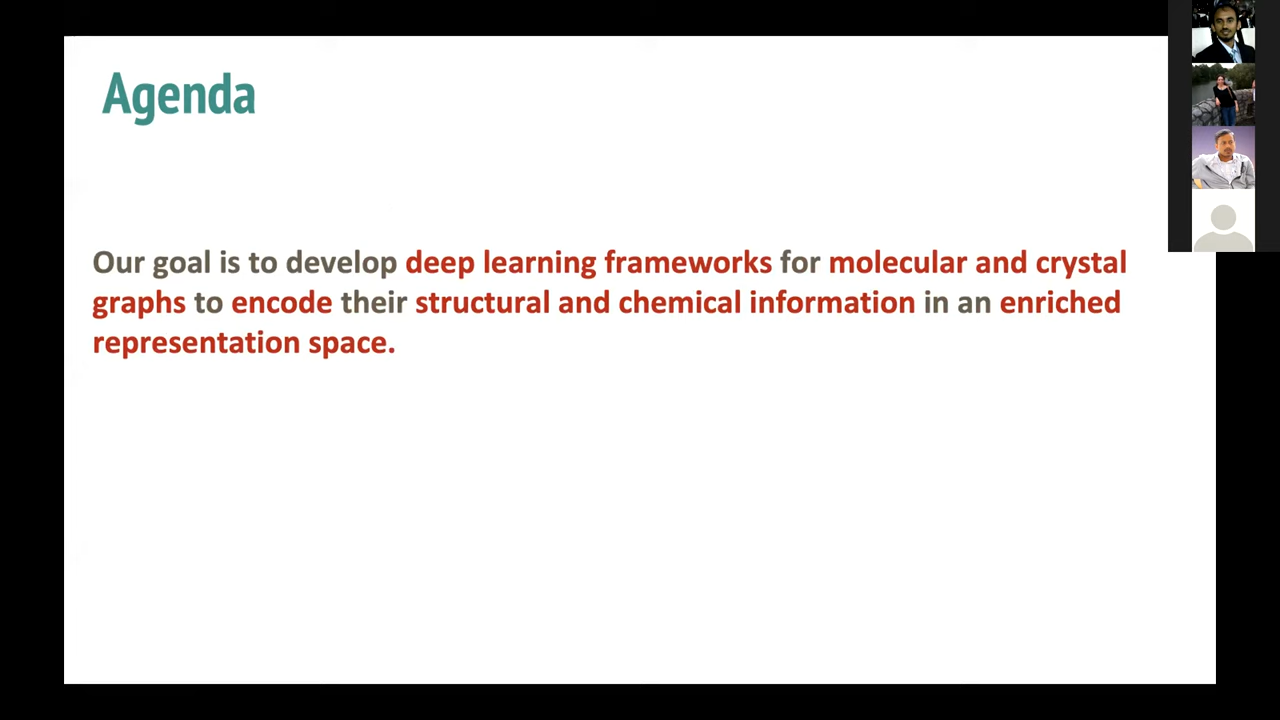 Agenda
Our goal is to develop deep learning frameworks for molecular and crystal
graphs to encode their structural and chemical information in an enriched
representation space.